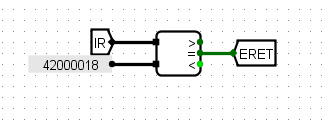 IR
42000018
>
=
<
ERET